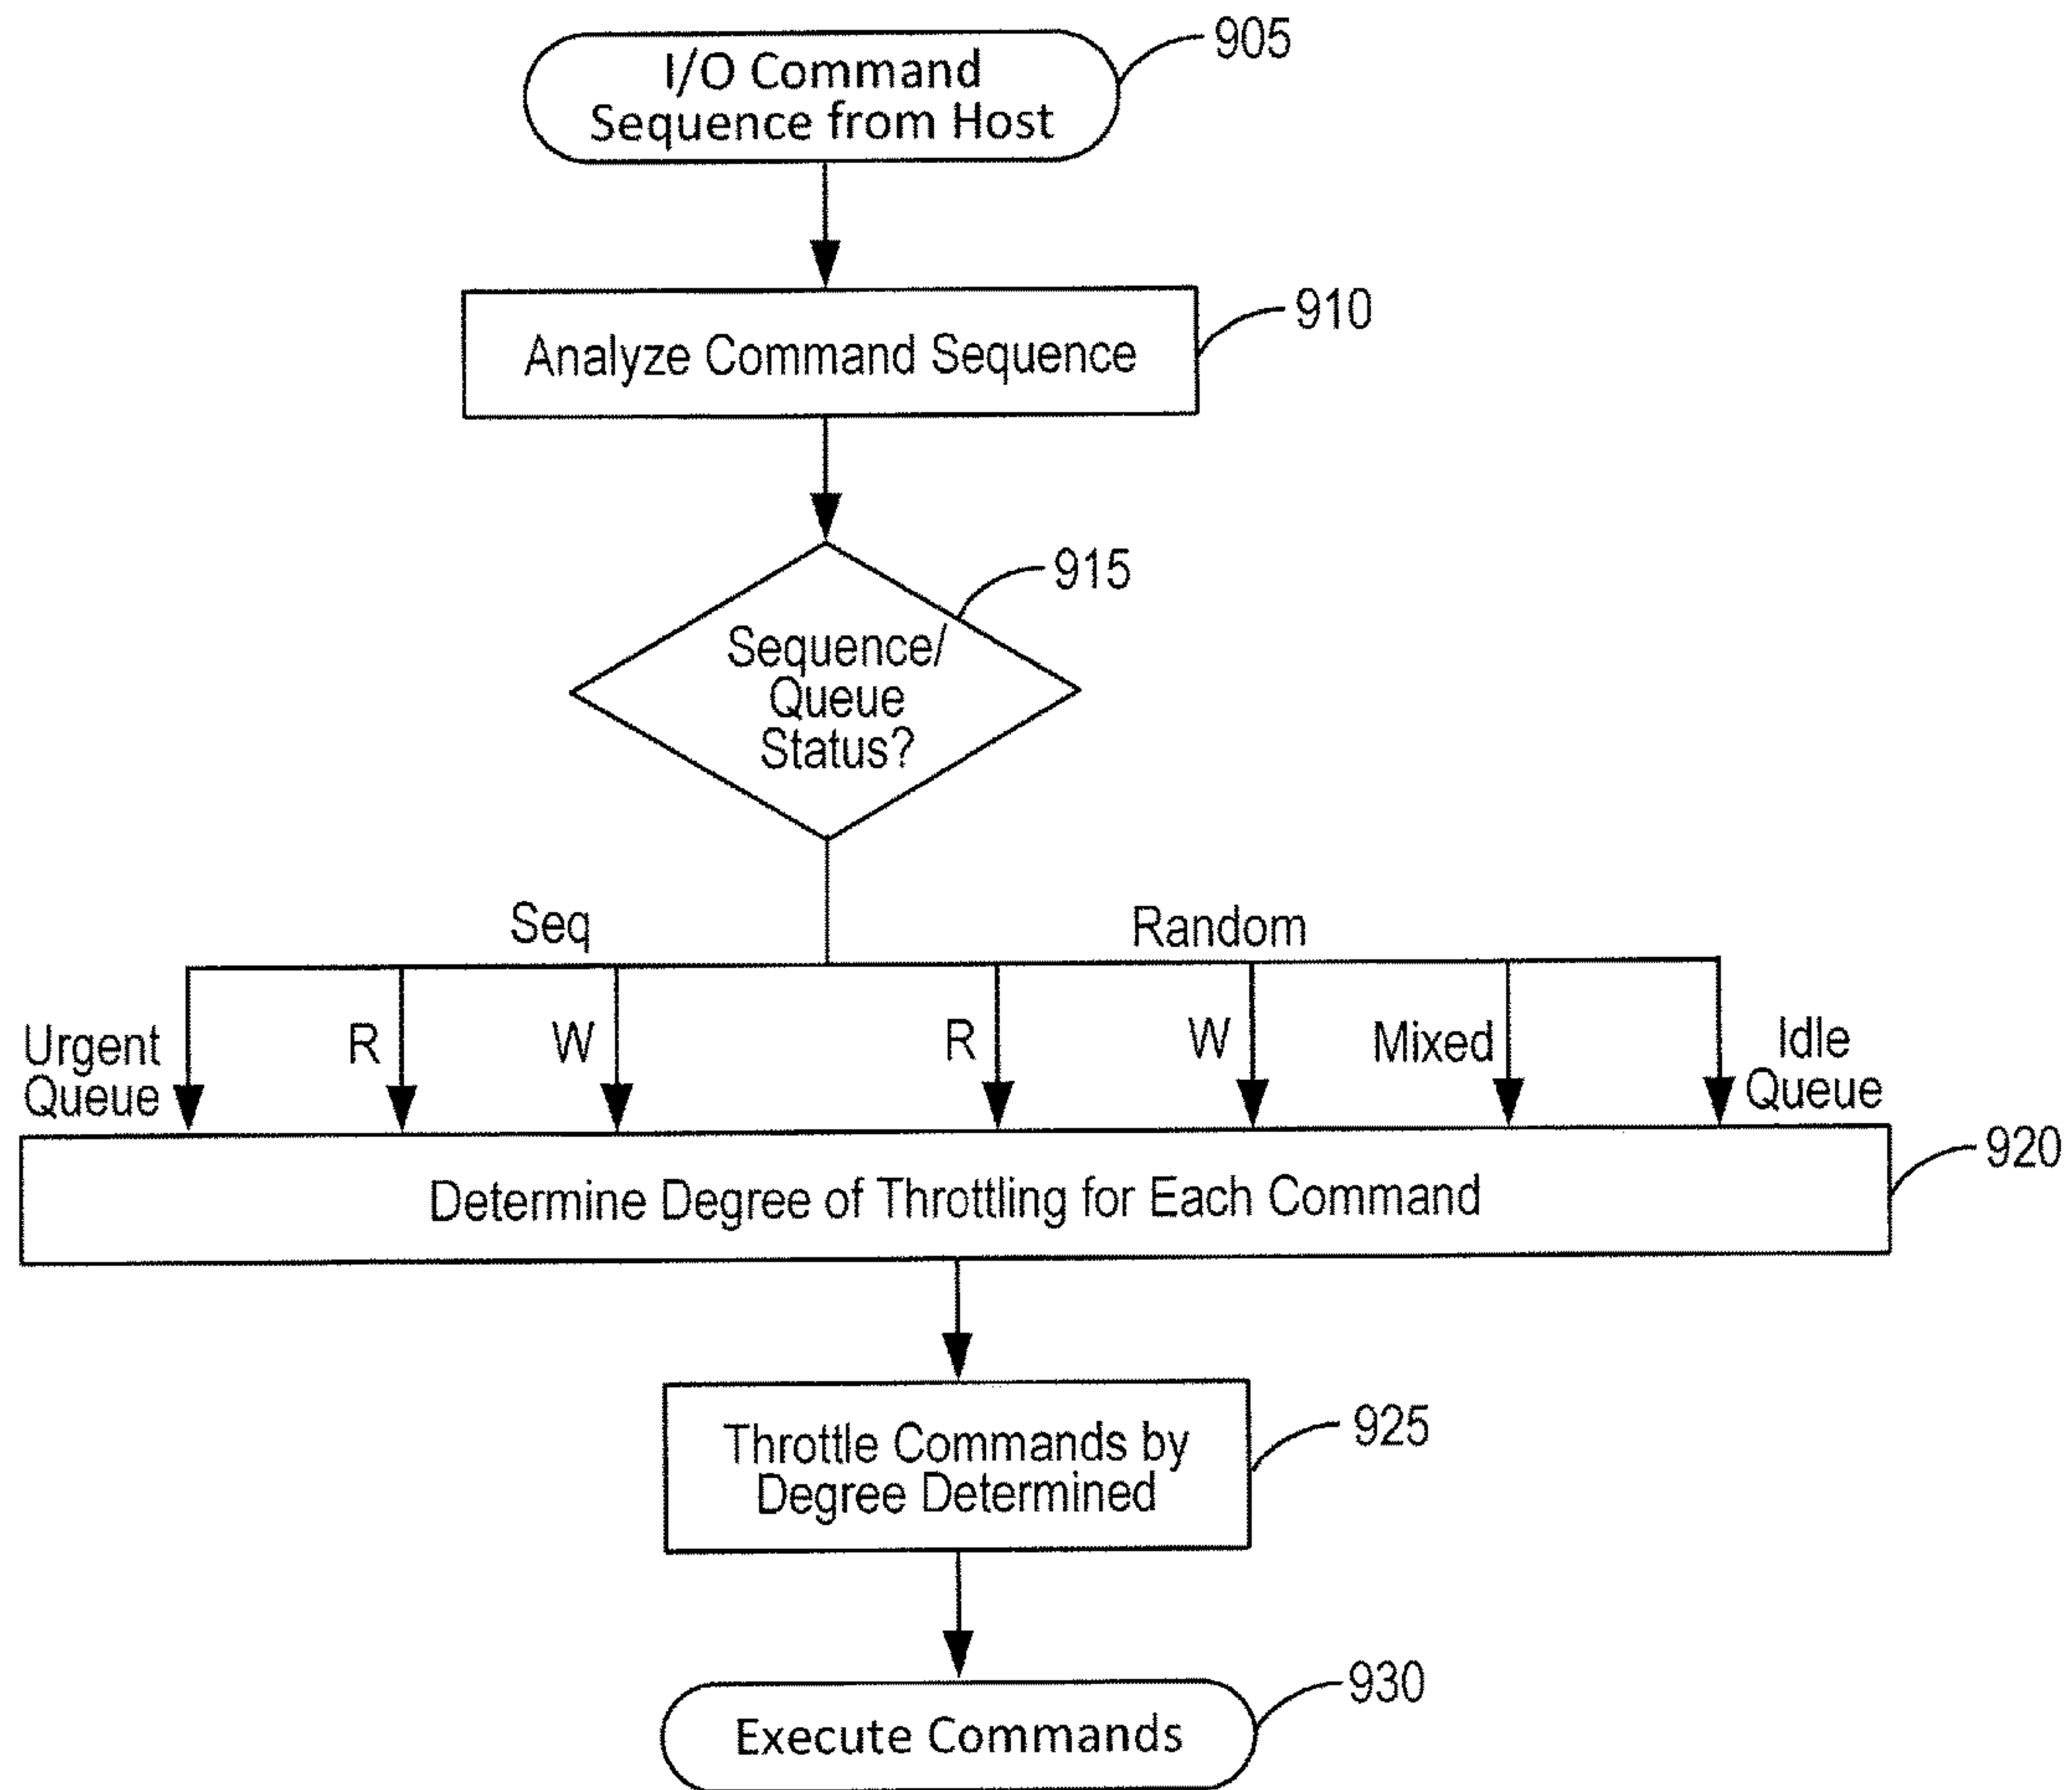 I/O Command
Sequence from Host
905
Analyze Command Sequence
910
Sequence/
Queue
Status?
915
Seq
Random
Urgent
Queue
R
W
R
W
Mixed
Idle
Queue
Determine Degree of Throttling for Each Command
920
Throttle Commands by
Degree Determined
925
Execute Commands
930